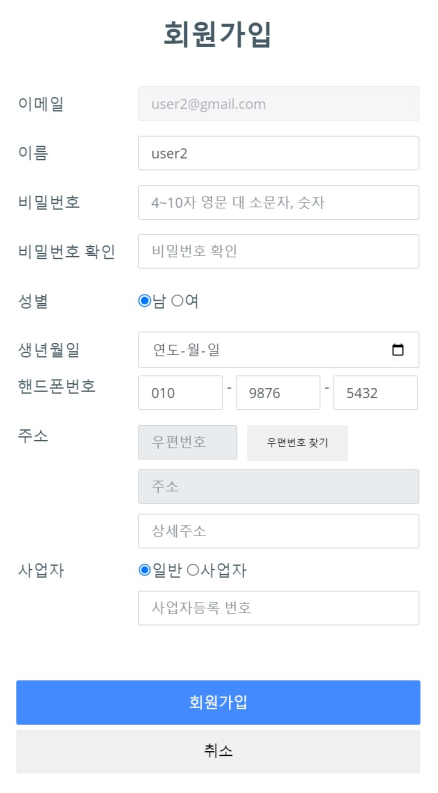 회원가입
이메일 user2@gmail.com
이름 user2
비밀번호 4~10자 영문 대 소문자, 숫자
비밀번호 확인 비밀번호 확인
성별 남 여
생년월일 연도-월-일
핸드폰번호 010 - 9876 - 5432
주소 우편번호 우편번호 찾기
주소
상세주소
사업자 일반 사업자
사업자등록 번호
회원가입
취소